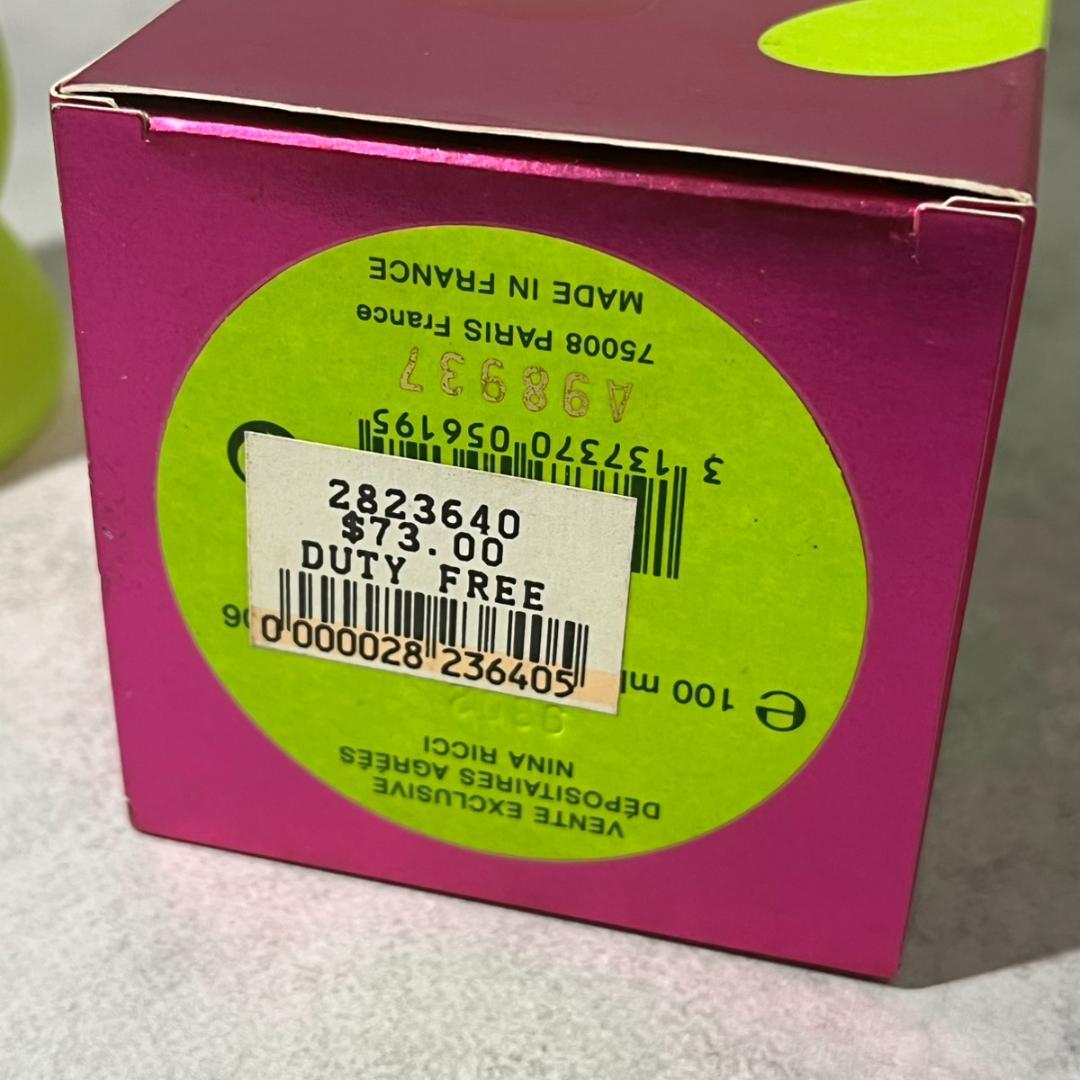 2823640
$73.00
DUTY FREE
0 000028 236405
VENTE EXCLUSIVE
DÉPOSITAIRES AGRÉÉS
NINA RICCI
e 100 ml
3 137370 056195
A98937
75008 PARIS France
MADE IN FRANCE